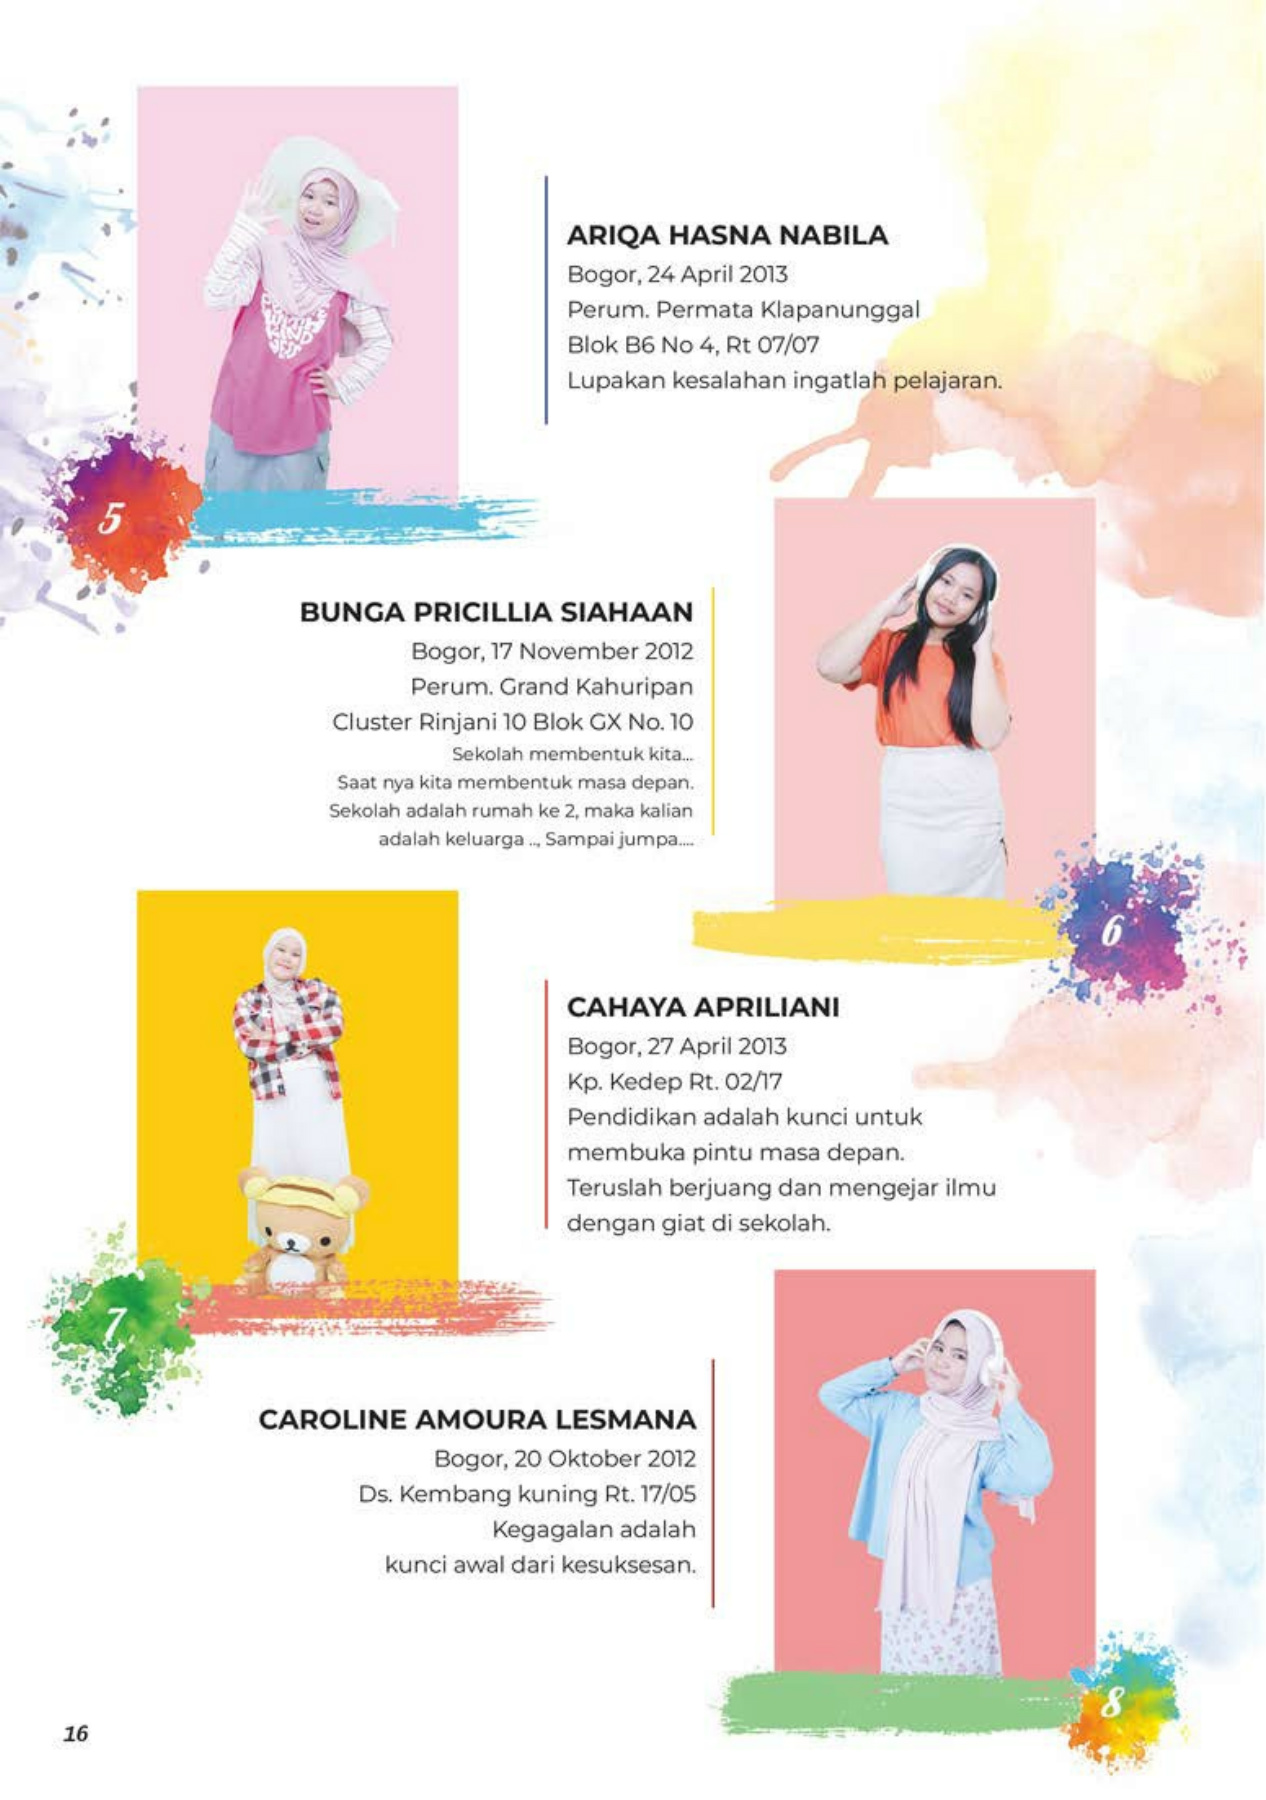 ARIQA HASNA NABILA
Bogor, 24 April 2013
Perum. Permata Klapanunggal
Blok B6 No 4, Rt 07/07
Lupakan kesalahan ingatlah pelajaran.
5
BUNGA PRICILLIA SIAHAAN
Bogor, 17 November 2012
Perum. Grand Kahuripan
Cluster Rinjani 10 Blok GX No. 10
Sekolah membentuk kita...
Saat nya kita membentuk masa depan.
Sekolah adalah rumah ke 2, maka kalian
adalah keluarga .., Sampai jumpa....
6
CAHAYA APRILIANI
Bogor, 27 April 2013
Kp. Kedep Rt. 02/17
Pendidikan adalah kunci untuk
membuka pintu masa depan.
Teruslah berjuang dan mengejar ilmu
dengan giat di sekolah.
7
CAROLINE AMOURA LESMANA
Bogor, 20 Oktober 2012
Ds. Kembang kuning Rt. 17/05
Kegagalan adalah
kunci awal dari kesuksesan.
8
16